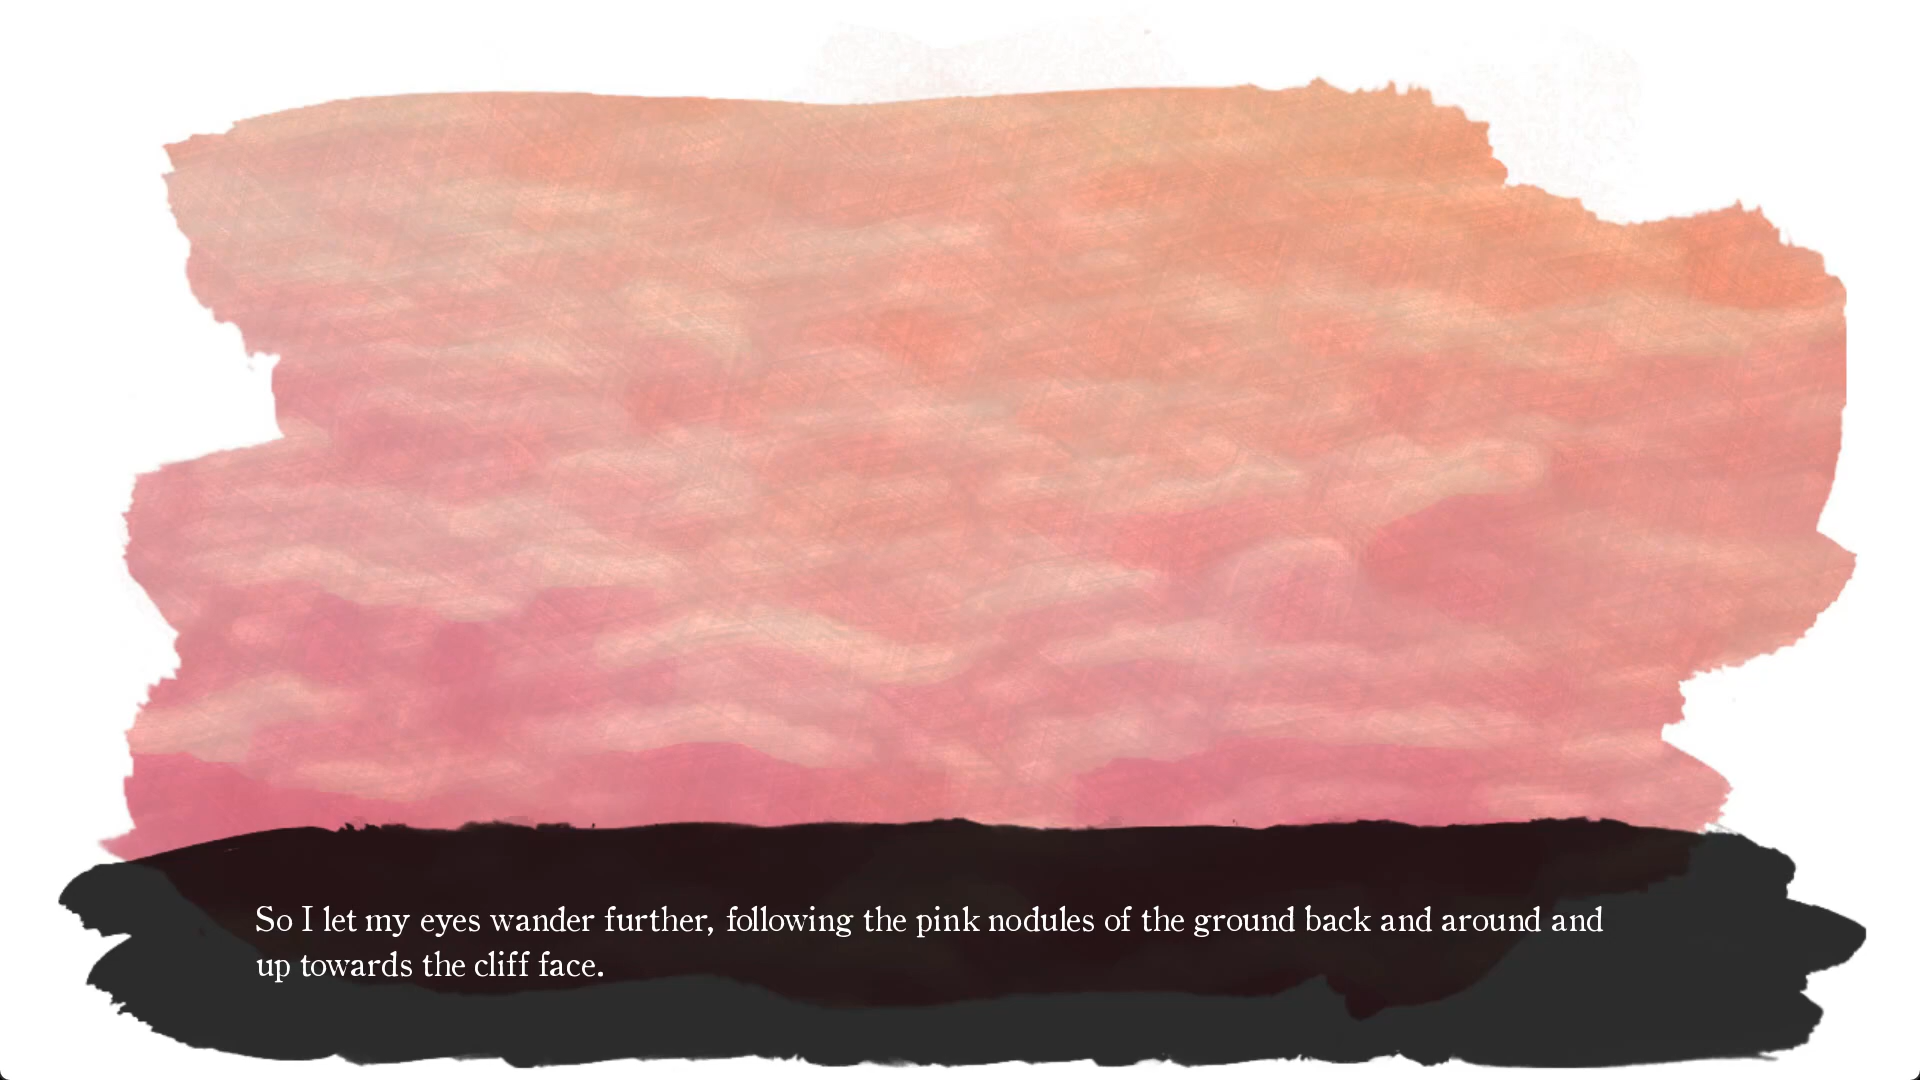 So I let my eyes wander further, following the pink nodules of the ground back and around and
up towards the cliff face.